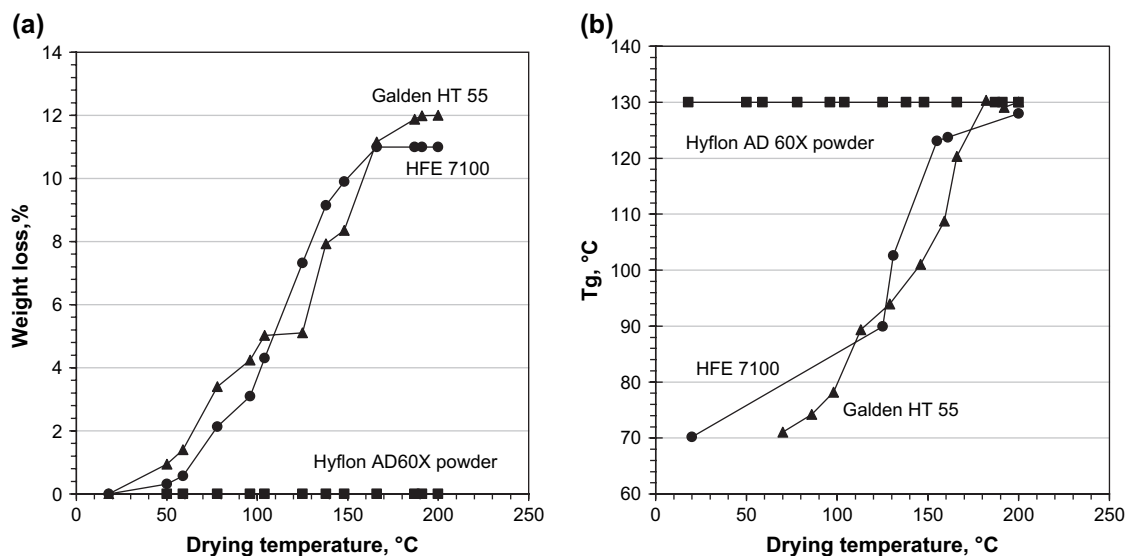 (a)
14
12
10
8
6
4
2
0
Weight loss,%
Galden HT 55
HFE 7100
Hyflon AD60X powder
0
50
100
150
200
250
Drying temperature, °C
(b)
140
130
120
110
100
90
80
70
60
Tg, °C
Hyflon AD 60X powder
HFE 7100
Galden HT 55
0
50
100
150
200
250
Drying temperature, °C